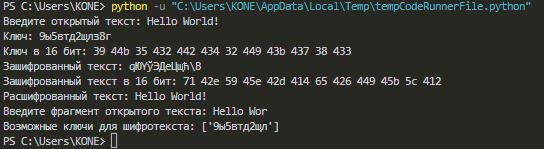 PS C:\Users\KONE> python -u "C:\Users\KONE\AppData\Local\Temp\tempCodeRunnerFile.python"
Введите открытый текст: Hello World!
Ключ: 9ы5втд2щлз8г
Ключ в 16 бит: 39 44b 35 432 442 434 32 449 43b 437 38 433
Зашифрованный текст: qЮYўЭДeЦщћ\В
Зашифрованный текст в 16 бит: 71 42e 59 45e 42d 414 65 426 449 45b 5c 412
Расшифрованный текст: Hello World!
Введите фрагмент открытого текста: Hello Wor
Возможные ключи для шифротекста: ['9ы5втд2щл']
PS C:\Users\KONE>